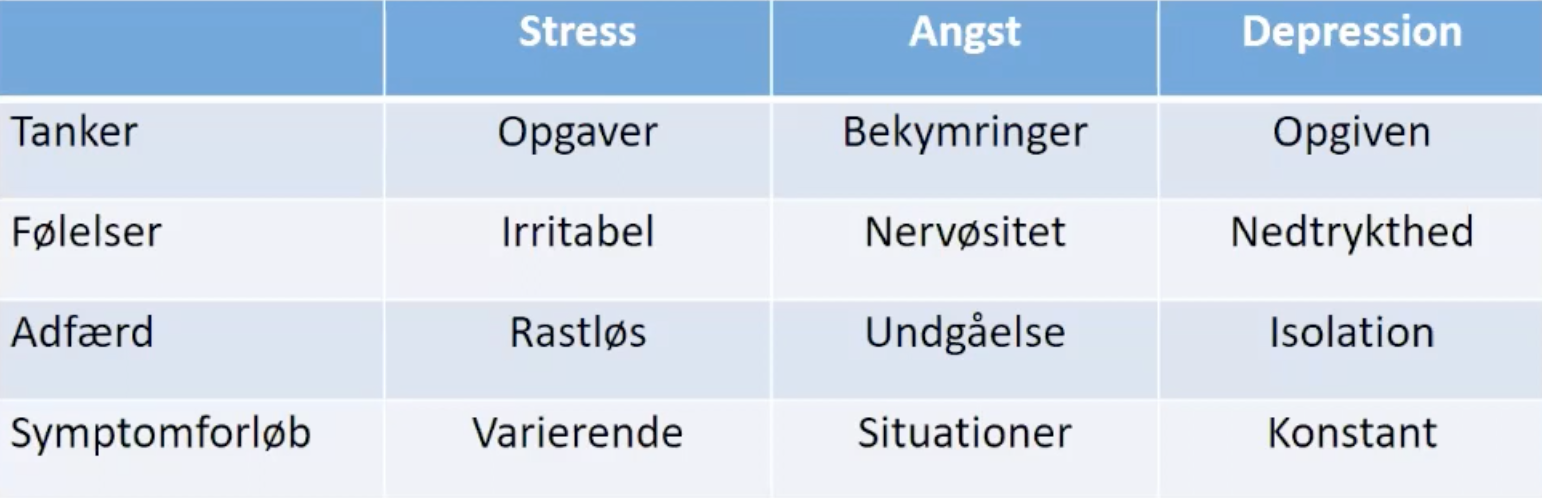 Stress Angst Depression
Tanker Opgaver Bekymringer Opgiven
Følelser Irritabel Nervøsitet Nedtrykthed
Adfærd Rastløs Undgåelse Isolation
Symptomforløb Varierende Situationer Konstant